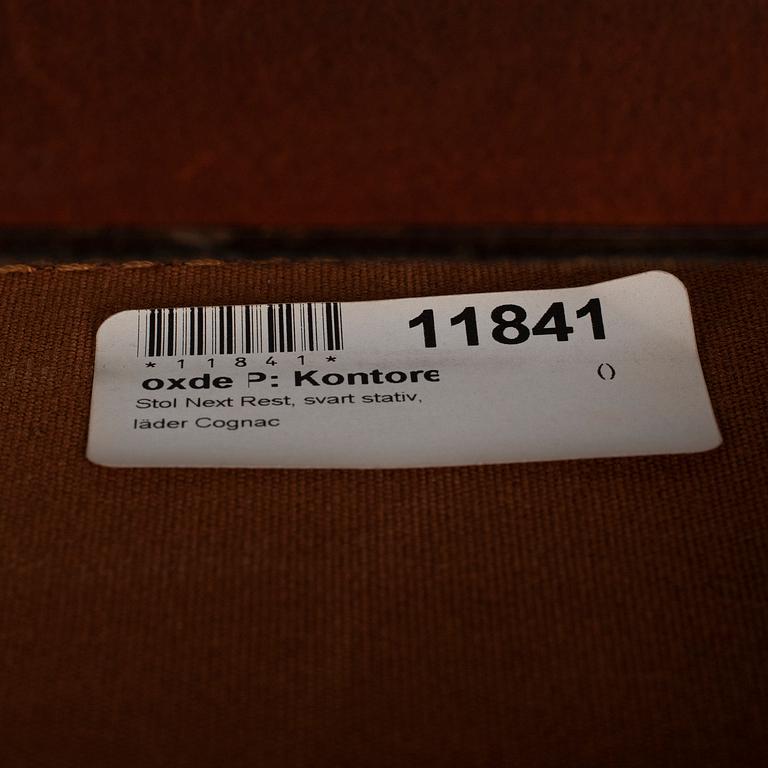 11841
*11841*
oxde P: Kontore
()
Stol Next Rest, svart stativ,
läder Cognac